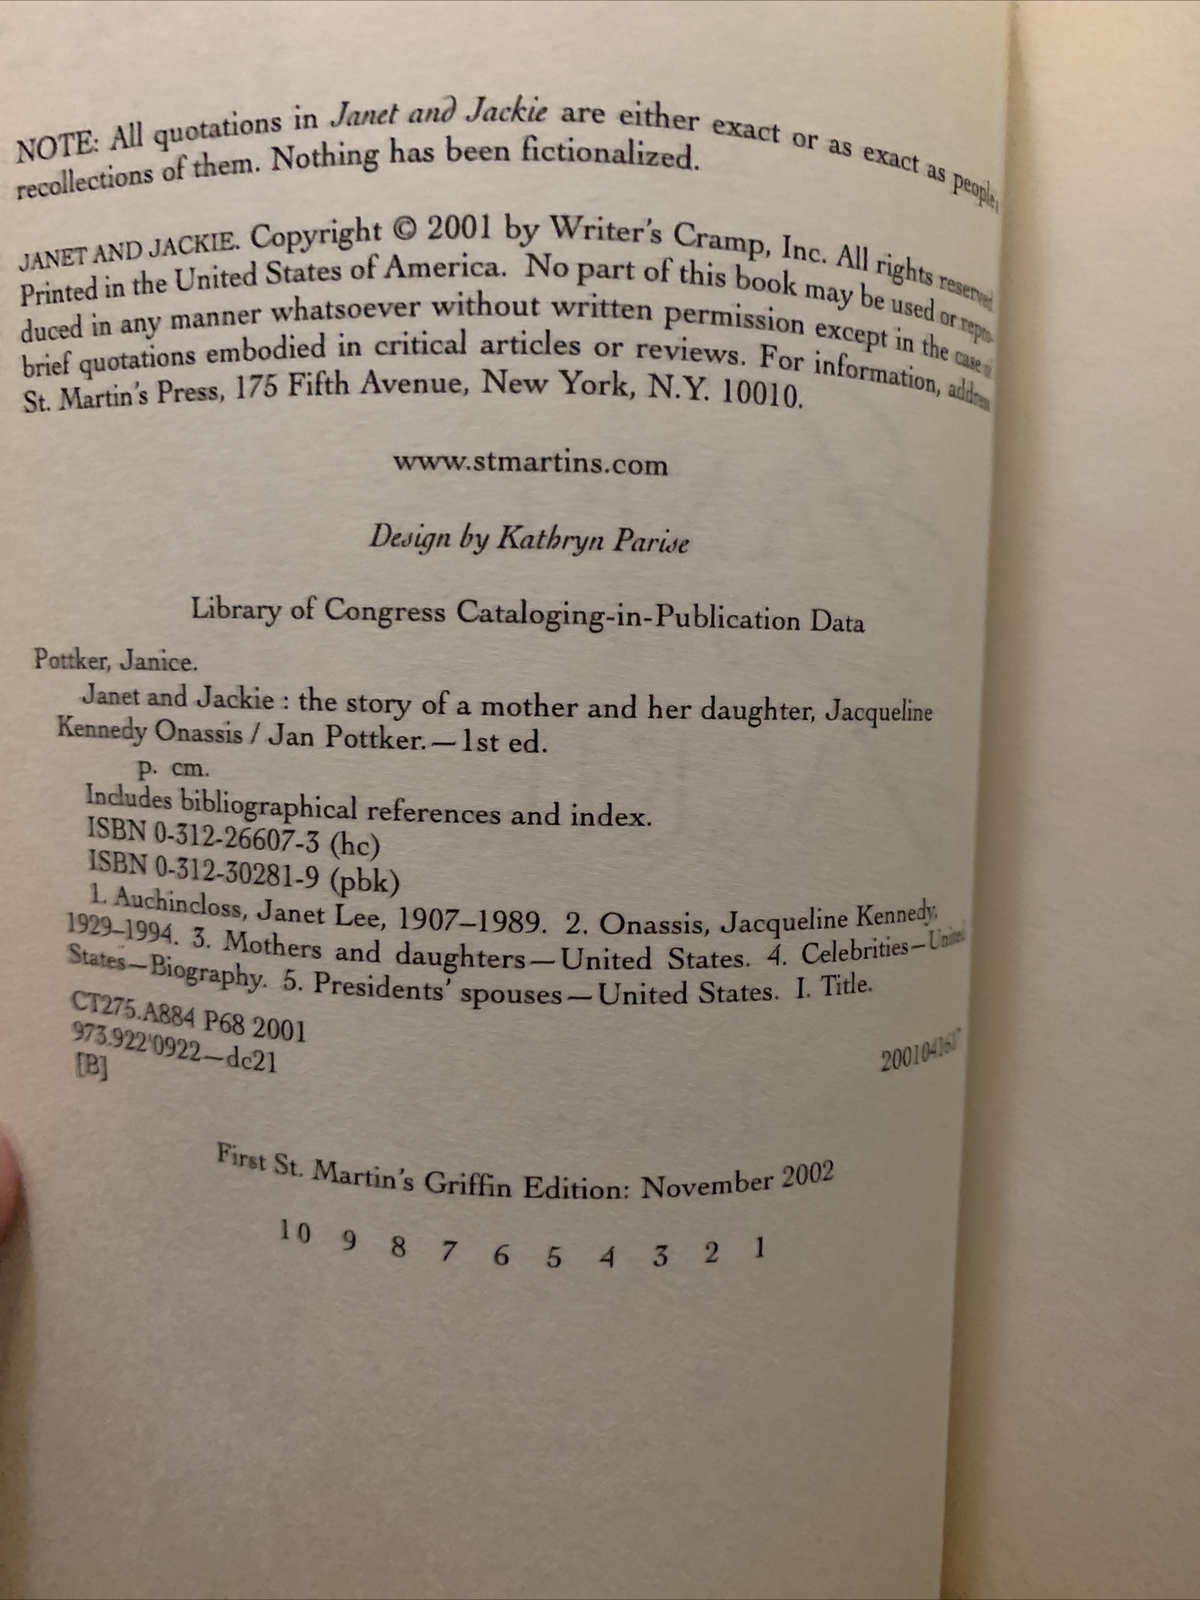 NOTE: All quotations in Janet and Jackie are either exact or as exact as people's
recollections of them. Nothing has been fictionalized.
JANET AND JACKIE. Copyright © 2001 by Writer's Cramp, Inc. All rights reserved
Printed in the United States of America. No part of this book may be used or repro-
duced in any manner whatsoever without written permission except in the case of
brief quotations embodied in critical articles or reviews. For information, address
St. Martin's Press, 175 Fifth Avenue, New York, N.Y. 10010.
www.stmartins.com
Design by Kathryn Parise
Library of Congress Cataloging-in-Publication Data
Pottker, Janice.
Janet and Jackie : the story of a mother and her daughter, Jacqueline
Kennedy Onassis / Jan Pottker.—1st ed.
p. cm.
Includes bibliographical references and index.
ISBN 0-312-26607-3 (hc)
ISBN 0-312-30281-9 (pbk)
1. Auchincloss, Janet Lee, 1907–1989. 2. Onassis, Jacqueline Kennedy,
1929–1994. 3. Mothers and daughters—United States. 4. Celebrities—United
States—Biography. 5. Presidents' spouses—United States. I. Title.
CT275.A884 P68 2001
973.922'0922—dc21
[B]
First St. Martin's Griffin Edition: November 2002
10 9 8 7 6 5 4 3 2 1